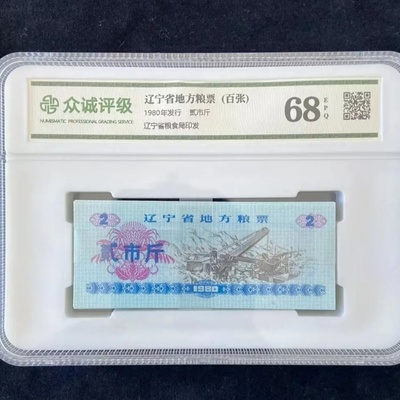 众诚评级
NUMISMATIC PROFESSIONAL GRADING SERVICE
辽宁省地方粮票（百张）
1980年发行 贰市斤
辽宁省粮食局印发
68
EPQ
2 辽宁省地方粮票 2
贰市斤
1980